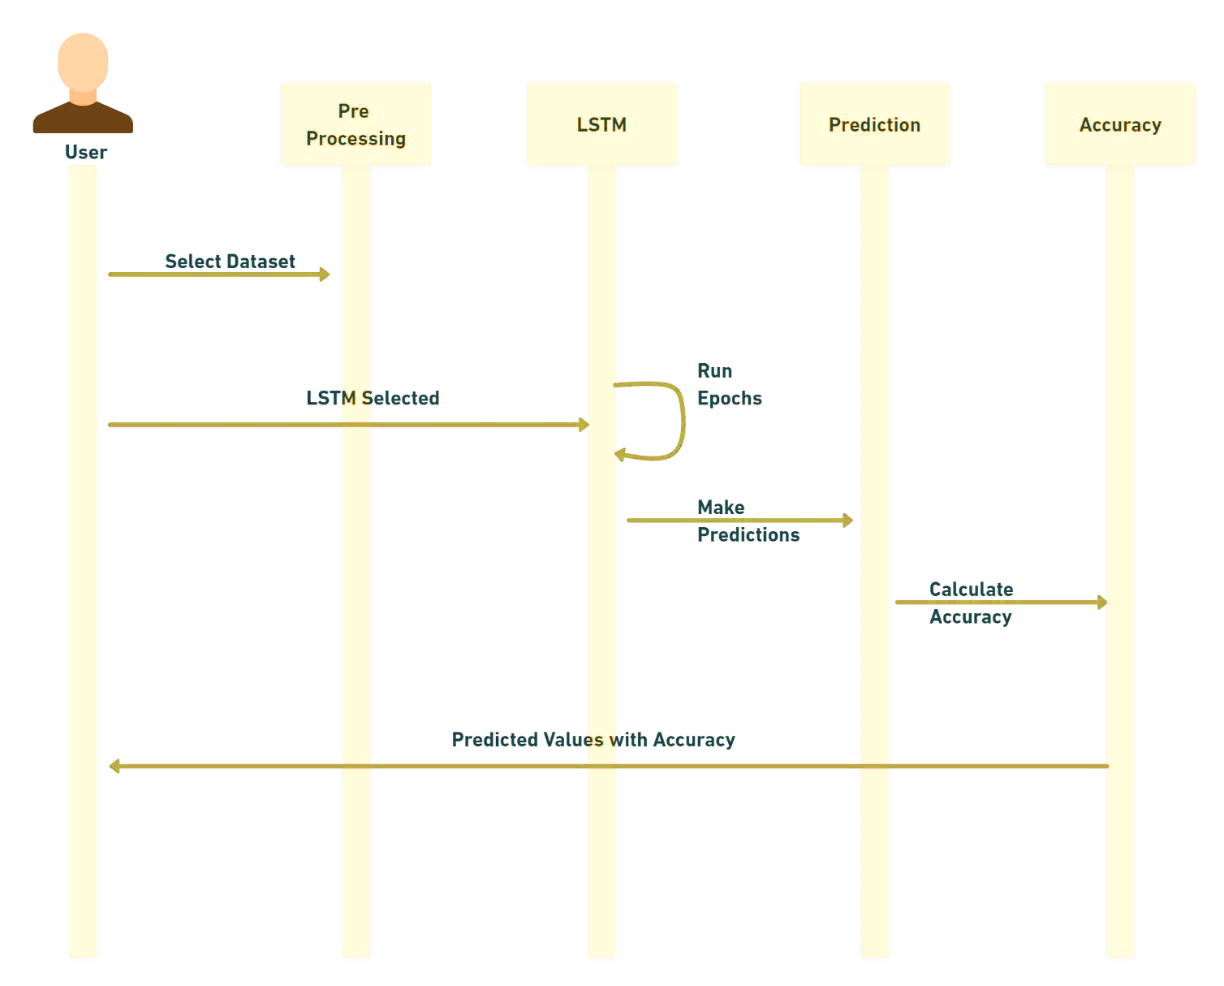 User
Pre
Processing
LSTM
Prediction
Accuracy
Select Dataset
LSTM Selected
Run
Epochs
Make
Predictions
Calculate
Accuracy
Predicted Values with Accuracy